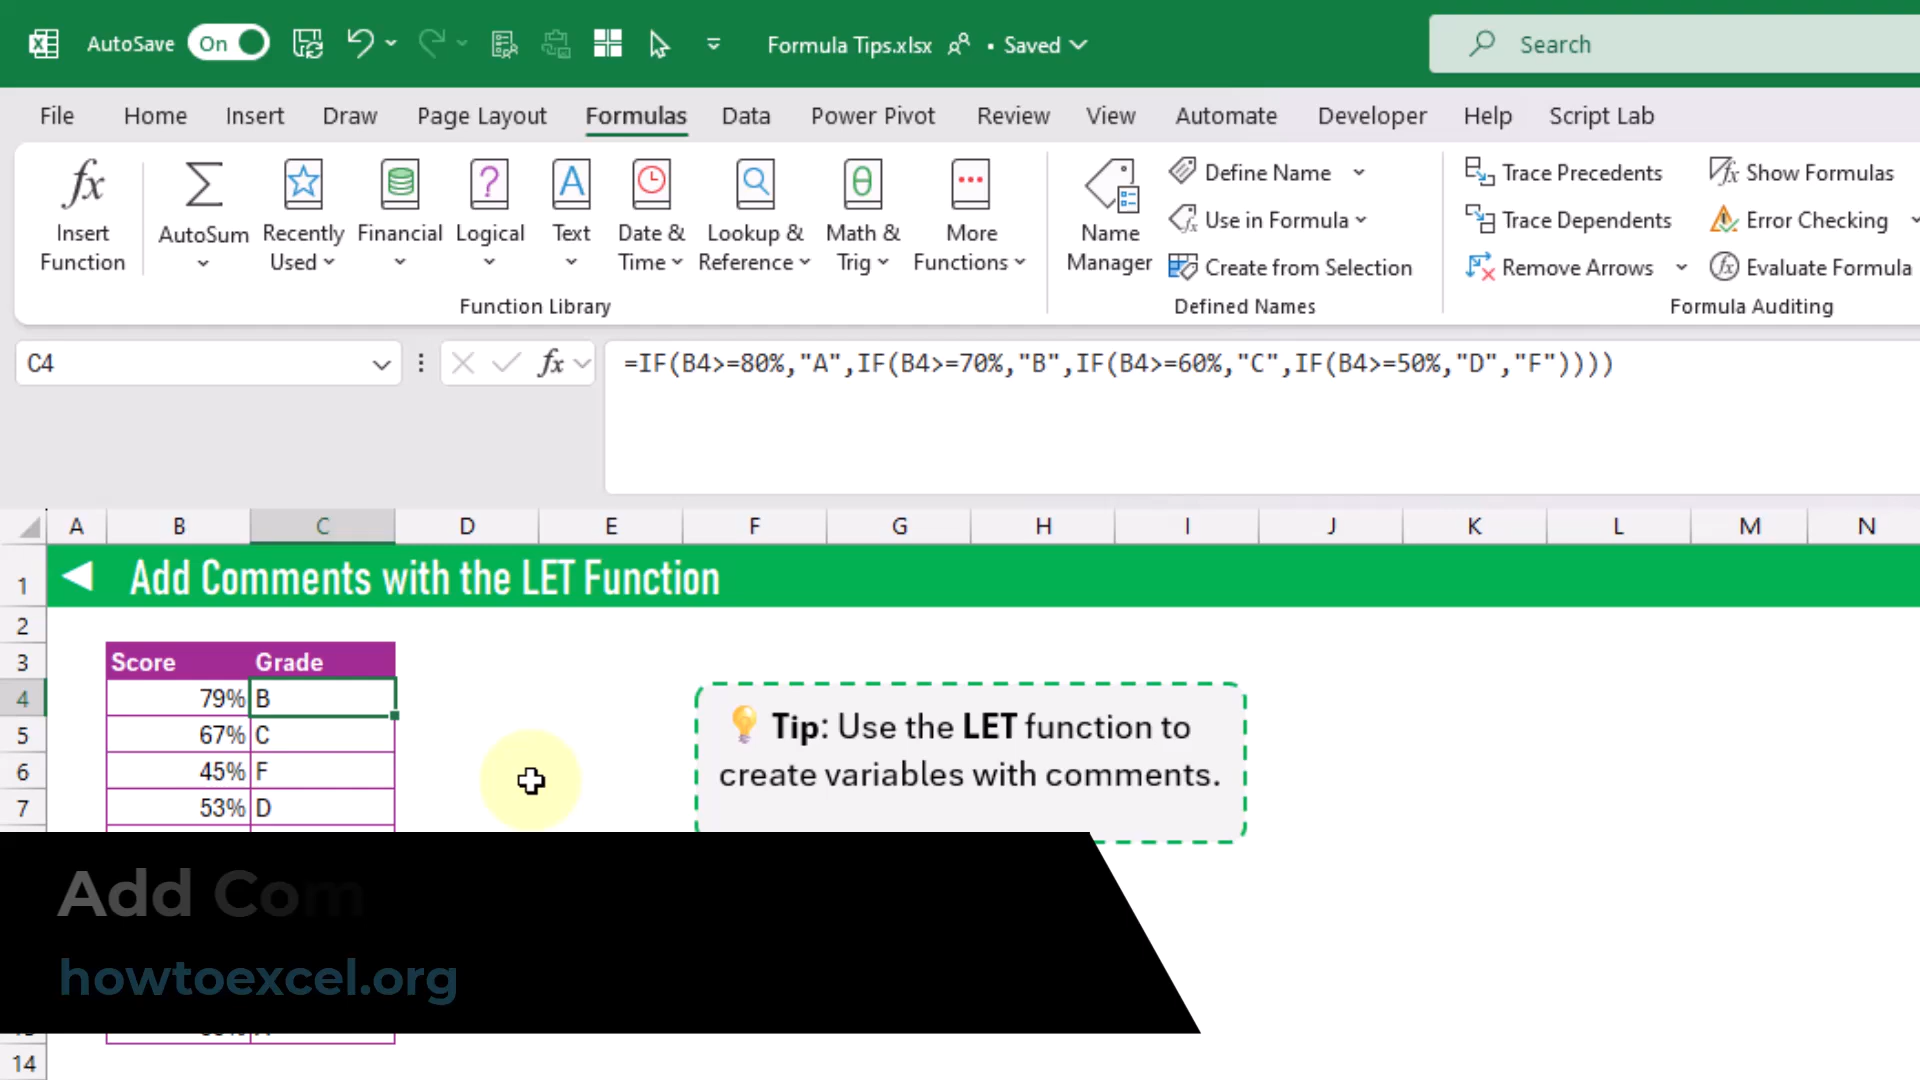 AutoSave On Formula Tips.xlsx • Saved Search
File Home Insert Draw Page Layout Formulas Data Power Pivot Review View Automate Developer Help Script Lab
Insert Function
AutoSum
Recently Used
Financial
Logical
Text
Date & Time
Lookup & Reference
Math & Trig
More Functions
Function Library
Name Manager
Define Name
Use in Formula
Create from Selection
Defined Names
Trace Precedents
Trace Dependents
Remove Arrows
Show Formulas
Error Checking
Evaluate Formula
Formula Auditing
C4 fx =IF(B4>=80%,"A",IF(B4>=70%,"B",IF(B4>=60%,"C",IF(B4>=50%,"D","F"))))
A B C D E F G H I J K L M N
1 Add Comments with the LET Function
2
3 Score Grade
4 79% B
5 67% C
6 45% F
7 53% D
💡 Tip: Use the LET function to
create variables with comments.
Add Com
howtoexcel.org
14